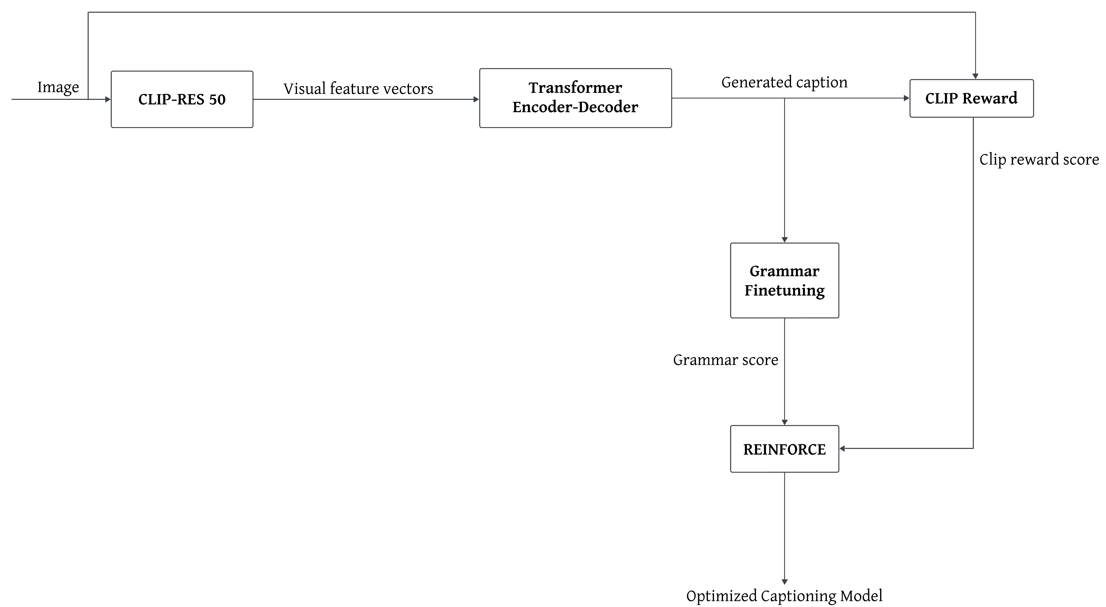 Image
CLIP-RES 50
Visual feature vectors
Transformer
Encoder-Decoder
Generated caption
CLIP Reward
Clip reward score
Grammar
Finetuning
Grammar score
REINFORCE
Optimized Captioning Model